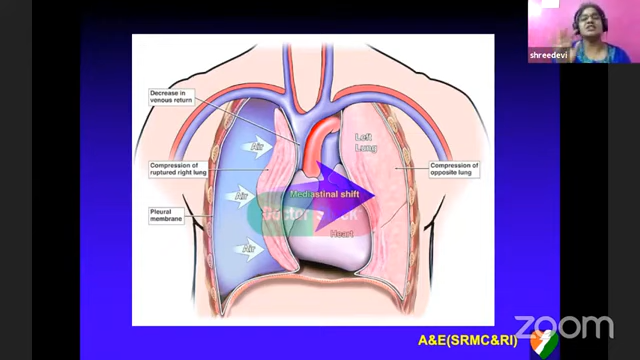 shreedevi
Decrease in
venous return
Air
Left
Lung
Compression of
ruptured right lung
Compression of
opposite lung
Air
Mediastinal shift
Pleural
membrane
Heart
Air
zoom
A&E(SRMC&RI)